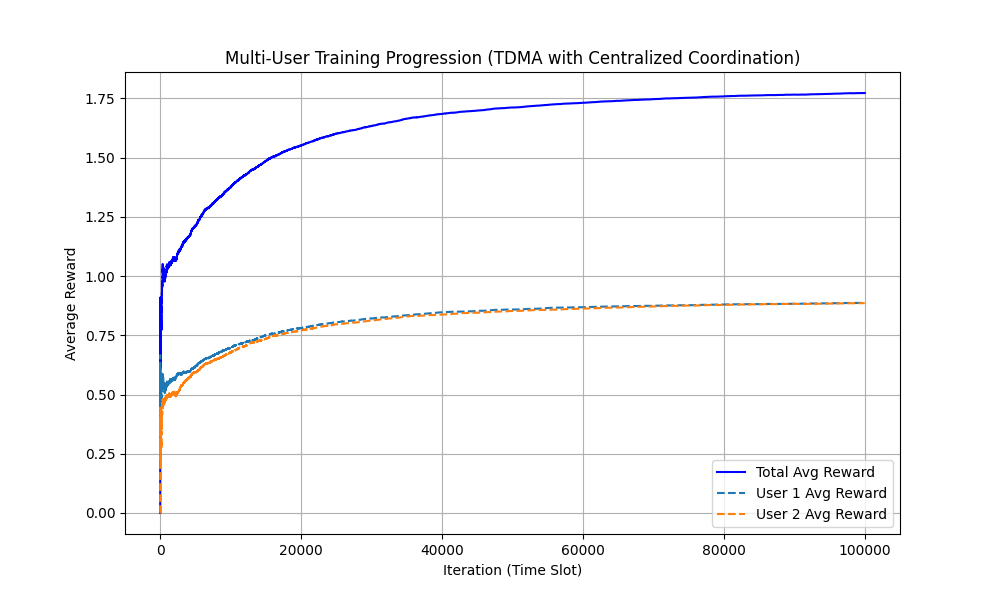 Multi-User Training Progression (TDMA with Centralized Coordination)
Average Reward
1.75
1.50
1.25
1.00
0.75
0.50
0.25
0.00
Total Avg Reward
User 1 Avg Reward
User 2 Avg Reward
0 20000 40000 60000 80000 100000
Iteration (Time Slot)